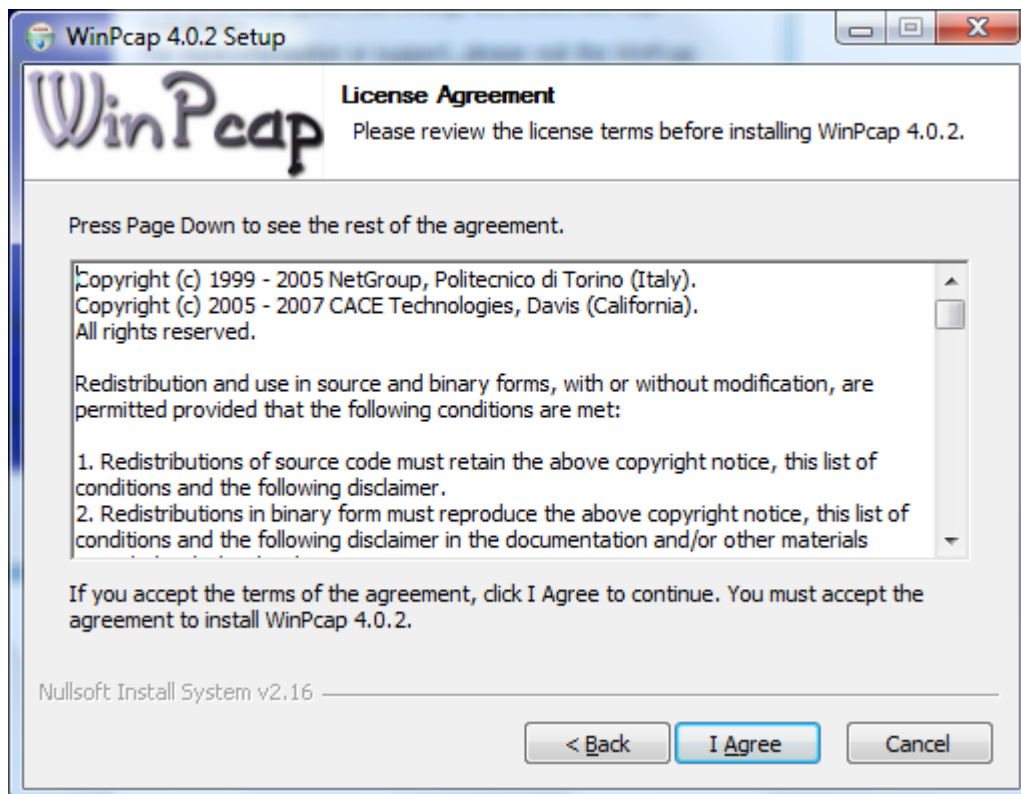 WinPcap 4.0.2 Setup
WinPcap
License Agreement
Please review the license terms before installing WinPcap 4.0.2.
Press Page Down to see the rest of the agreement.
Copyright (c) 1999 - 2005 NetGroup, Politecnico di Torino (Italy).
Copyright (c) 2005 - 2007 CACE Technologies, Davis (California).
All rights reserved.
Redistribution and use in source and binary forms, with or without modification, are
permitted provided that the following conditions are met:
1. Redistributions of source code must retain the above copyright notice, this list of
conditions and the following disclaimer.
2. Redistributions in binary form must reproduce the above copyright notice, this list of
conditions and the following disclaimer in the documentation and/or other materials
If you accept the terms of the agreement, click I Agree to continue. You must accept the
agreement to install WinPcap 4.0.2.
Nullsoft Install System v2.16
< Back
I Agree
Cancel